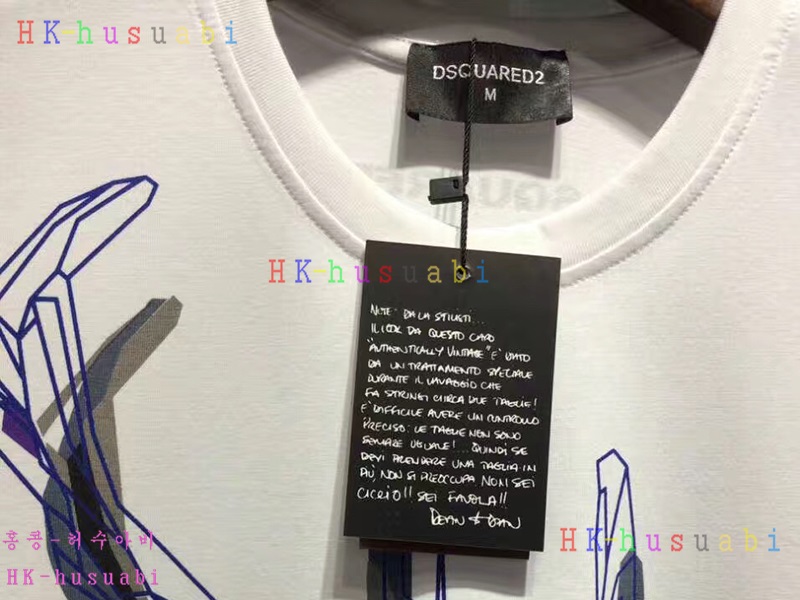 HK-husuabi
DSQUARED2
M
HK-husuabi
NOTE DA LA STILISTI...
IL LOOK DA QUESTO CAPO
"AUTHENTICALLY VINTAGE" E' DATO
DA UN TRATTAMENTO SPECIALE
DURANTE IL LAVAGGIO CHE
FA STRINGI CIRCA DUE TAGLIE!
E' DIFFICILE AVERE UN CONTROLLO
PRECISO: LE TAGLIE NON SONO
SEMPRE UGUALE!... QUINDI SE
DEVI PRENDERE UNA TAGLIA IN
PIÙ, NON SI PREOCCUPA NON SEI
CICCIO!! SEI FAVOLA!!
DEAN & DAN
홍콩-허수아비
HK-husuabi
HK-husuabi